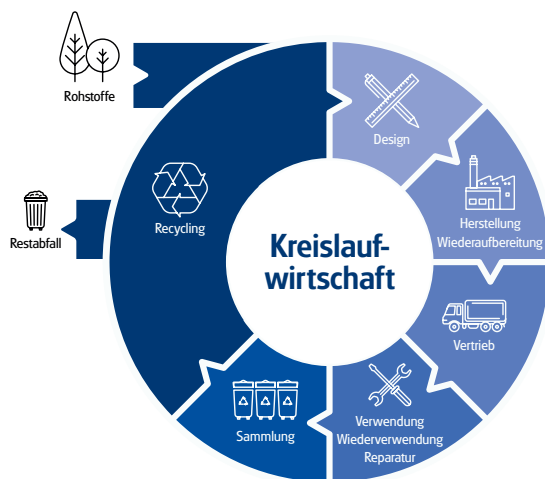 Rohstoffe
Design
Herstellung
Wiederaufbereitung
Recycling
Restabfall
Kreislauf-
wirtschaft
Vertrieb
Verwendung
Wiederverwendung
Reparatur
Sammlung